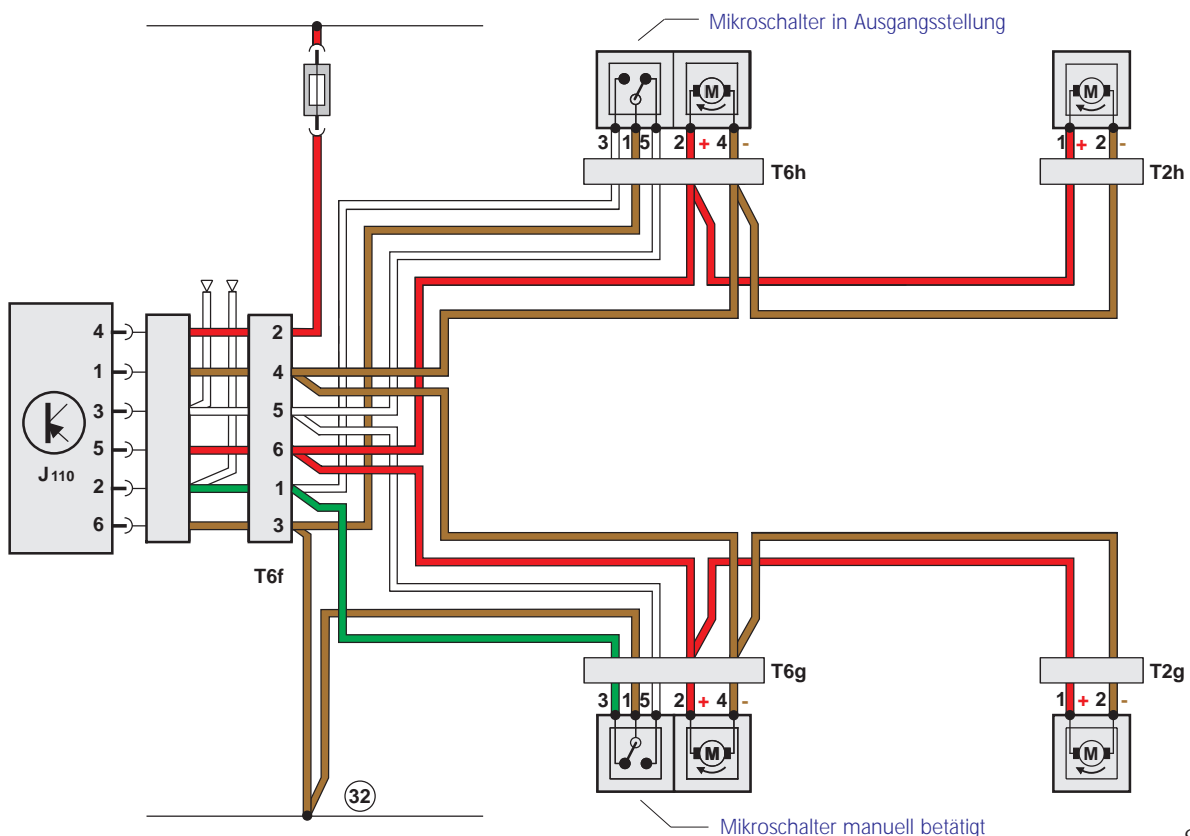 Mikroschalter in Ausgangsstellung
M
M
3 1 5 2 + 4 -
1 + 2 -
T6h
T2h
4
1
3
5
2
6
J110
2
4
5
6
1
3
T6f
T6g
T2g
3 1 5 2 + 4 -
1 + 2 -
M
M
32
Mikroschalter manuell betätigt